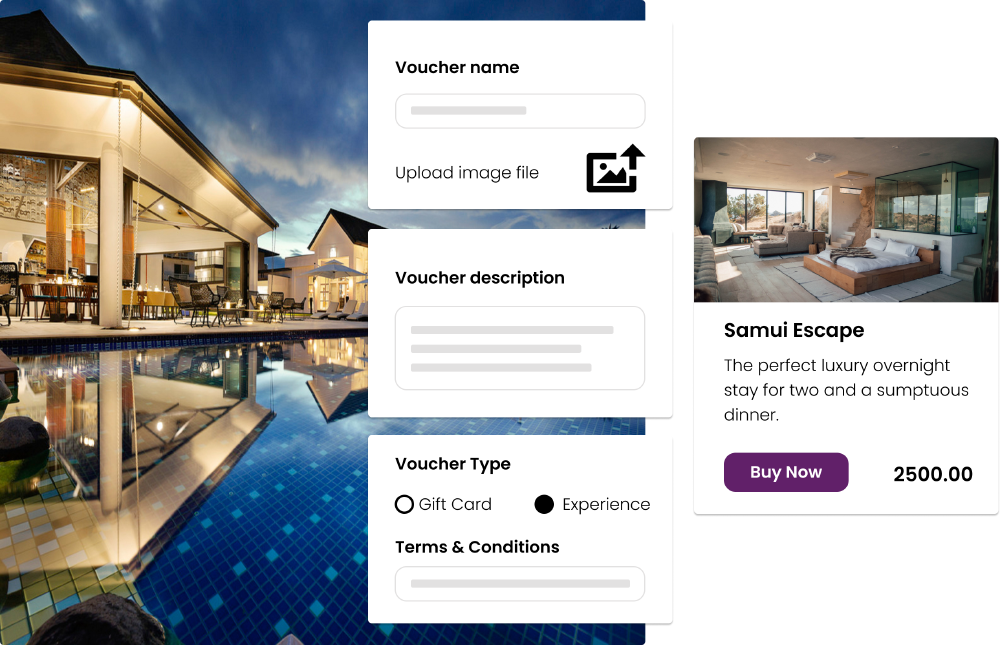 Voucher name
Upload image file
Voucher description
Voucher Type
Gift Card
Experience
Terms & Conditions
Samui Escape
The perfect luxury overnight
stay for two and a sumptuous
dinner.
Buy Now
2500.00